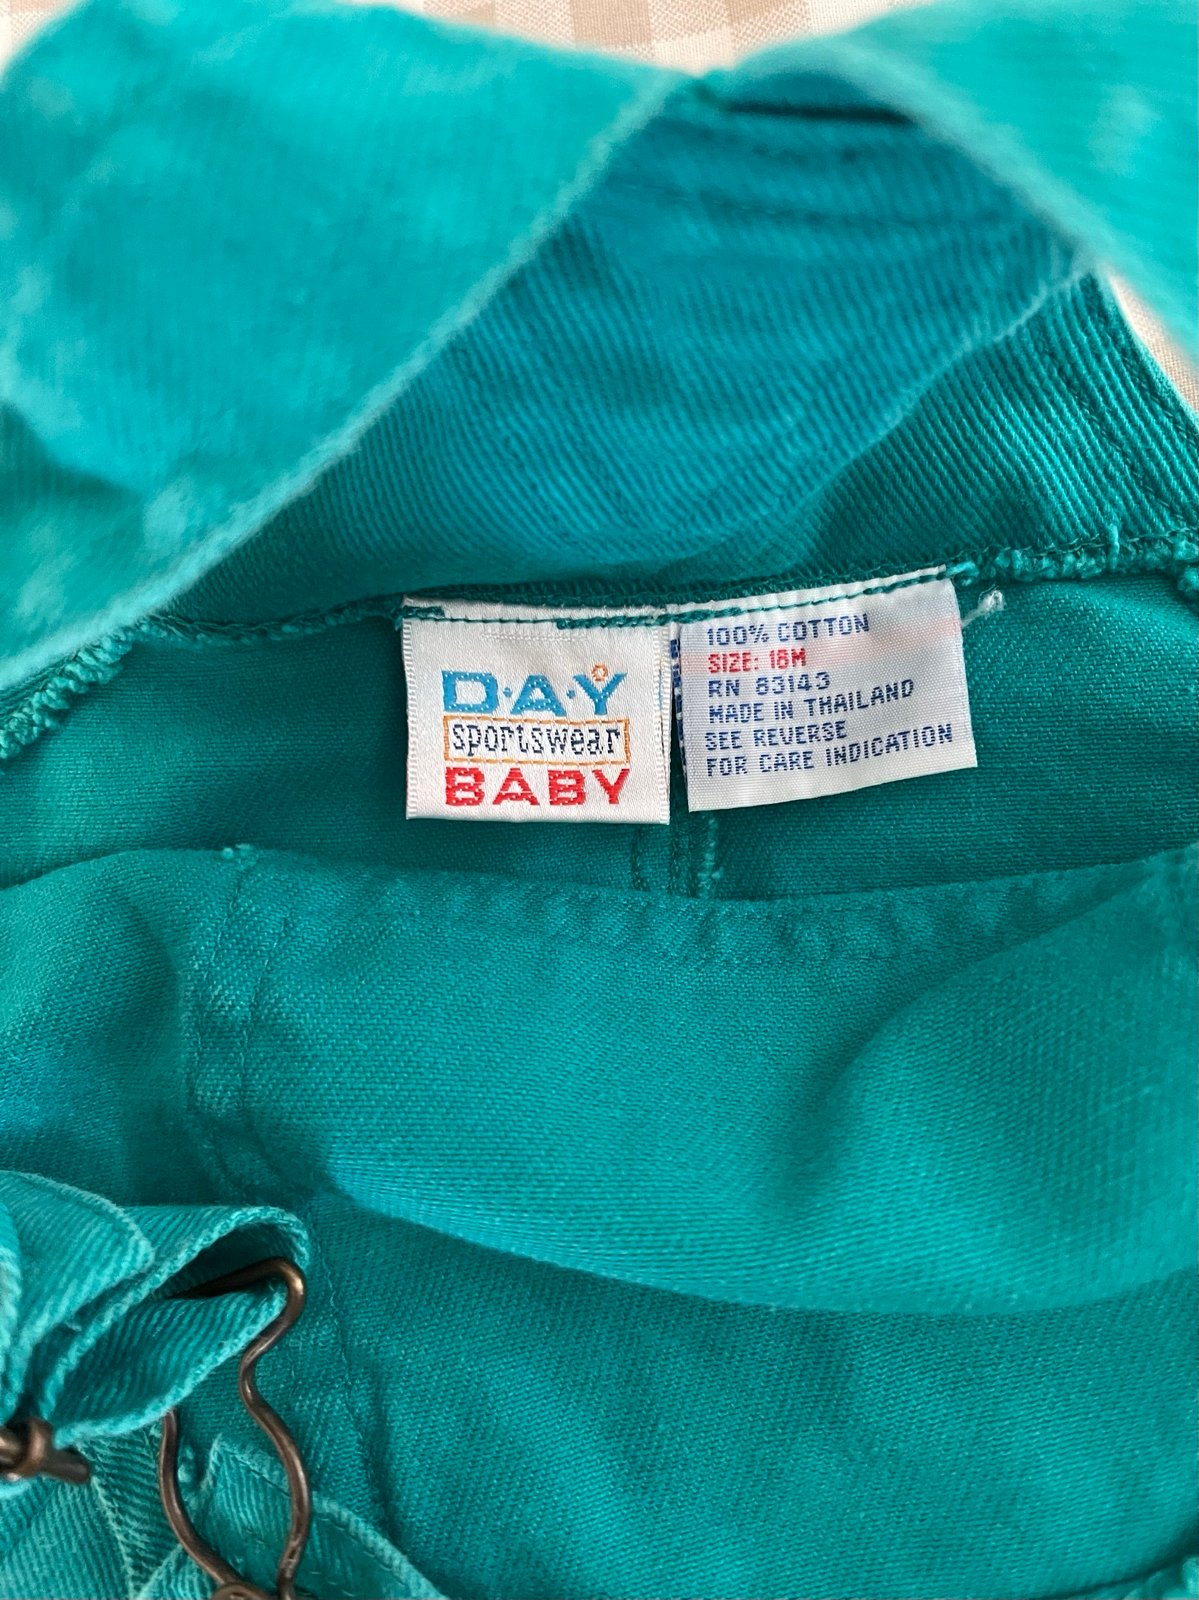 D·A·Y
sportswear
BABY
100% COTTON
SIZE: 18M
RN 83143
MADE IN THAILAND
SEE REVERSE
FOR CARE INDICATION